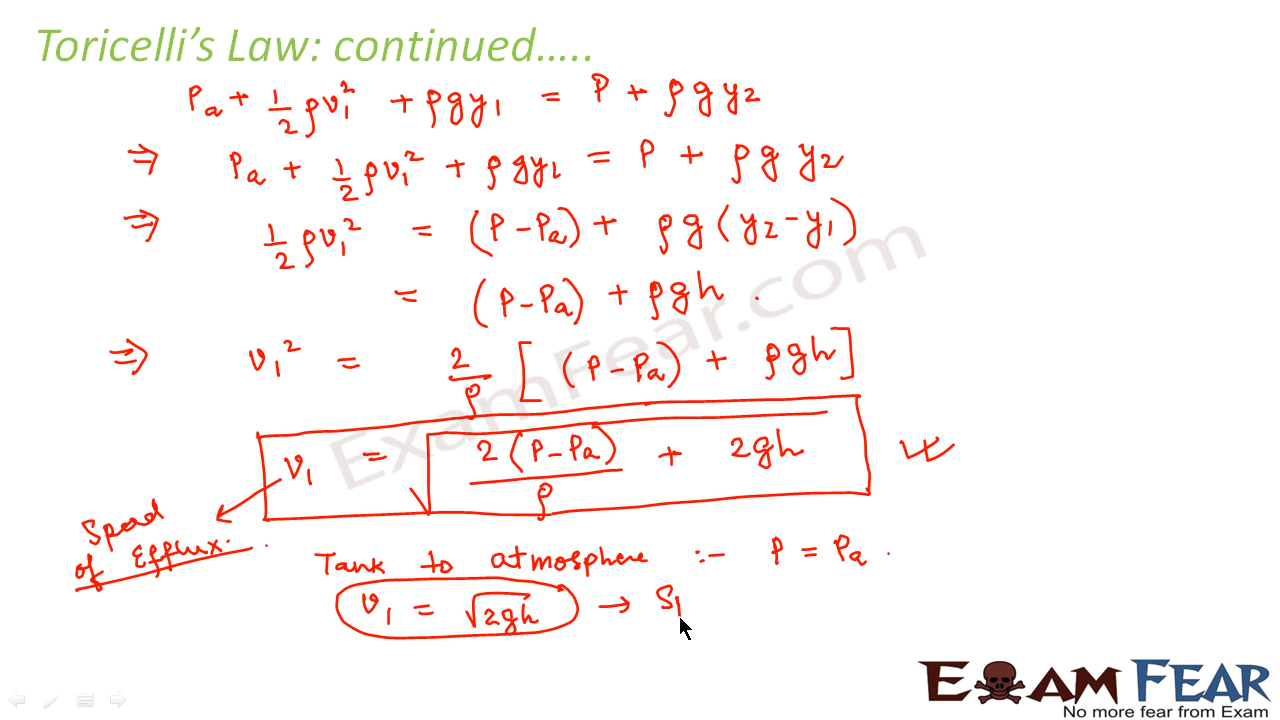 Toricelli's Law: continued.....
Pa + 1/2 ρv₁² + ρgy₁ = P + ρgy₂
⇒ Pa + 1/2 ρv₁² + ρgy₁ = P + ρg y₂
⇒ 1/2 ρv₁² = (P-Pa) + ρg(y₂-y₁)
= (P-Pa) + ρgh.
⇒ v₁² = 2/ρ [(P-Pa) + ρgh]
v₁ = √(2(P-Pa)/ρ + 2gh)
Speed
of Efflux.
Tank to atmosphere :- P = Pa.
v₁ = √2gh → S
ExamFear.com
EXAM FEAR
No more fear from Exam